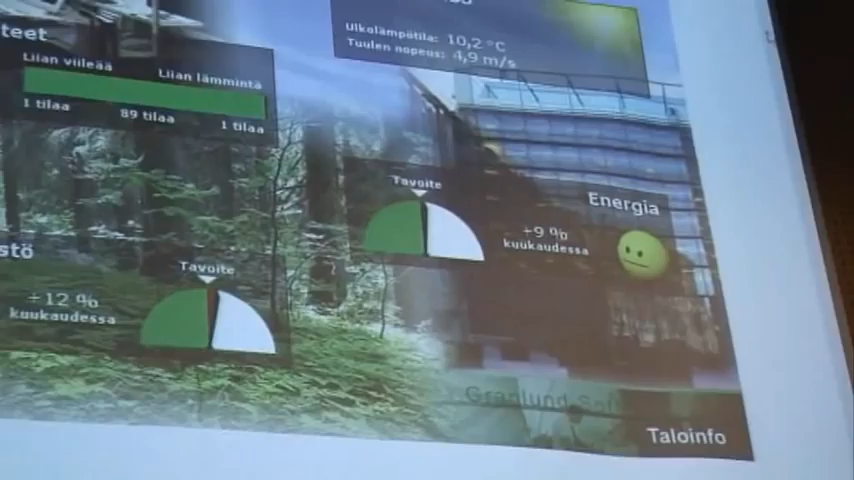 teet
Liian viileää
Liian lämmintä
1 tilaa
89 tilaa
1 tilaa
Ulkolämpötila: 10,2 °C
Tuulen nopeus: 4,9 m/s
Tavoite
+9 %
kuukaudessa
Energia
stö
+12 %
kuukaudessa
Tavoite
Granlund
Taloinfo